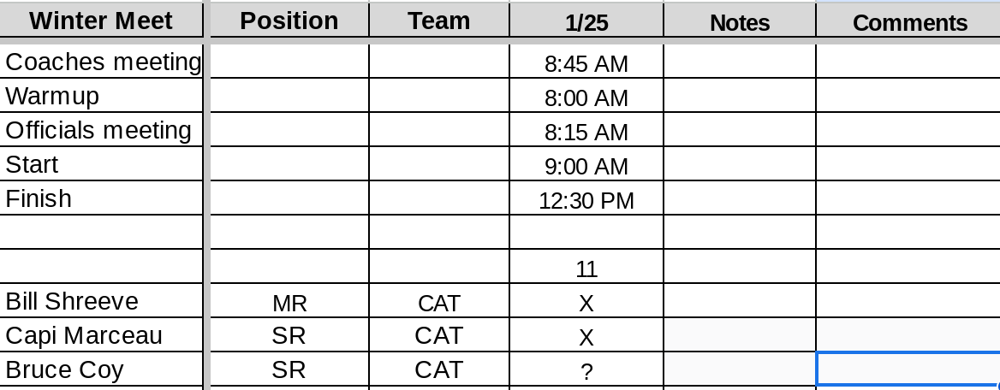 Winter Meet Position Team 1/25 Notes Comments
Coaches meeting 8:45 AM
Warmup 8:00 AM
Officials meeting 8:15 AM
Start 9:00 AM
Finish 12:30 PM
11
Bill Shreeve MR CAT X
Capi Marceau SR CAT X
Bruce Coy SR CAT ?